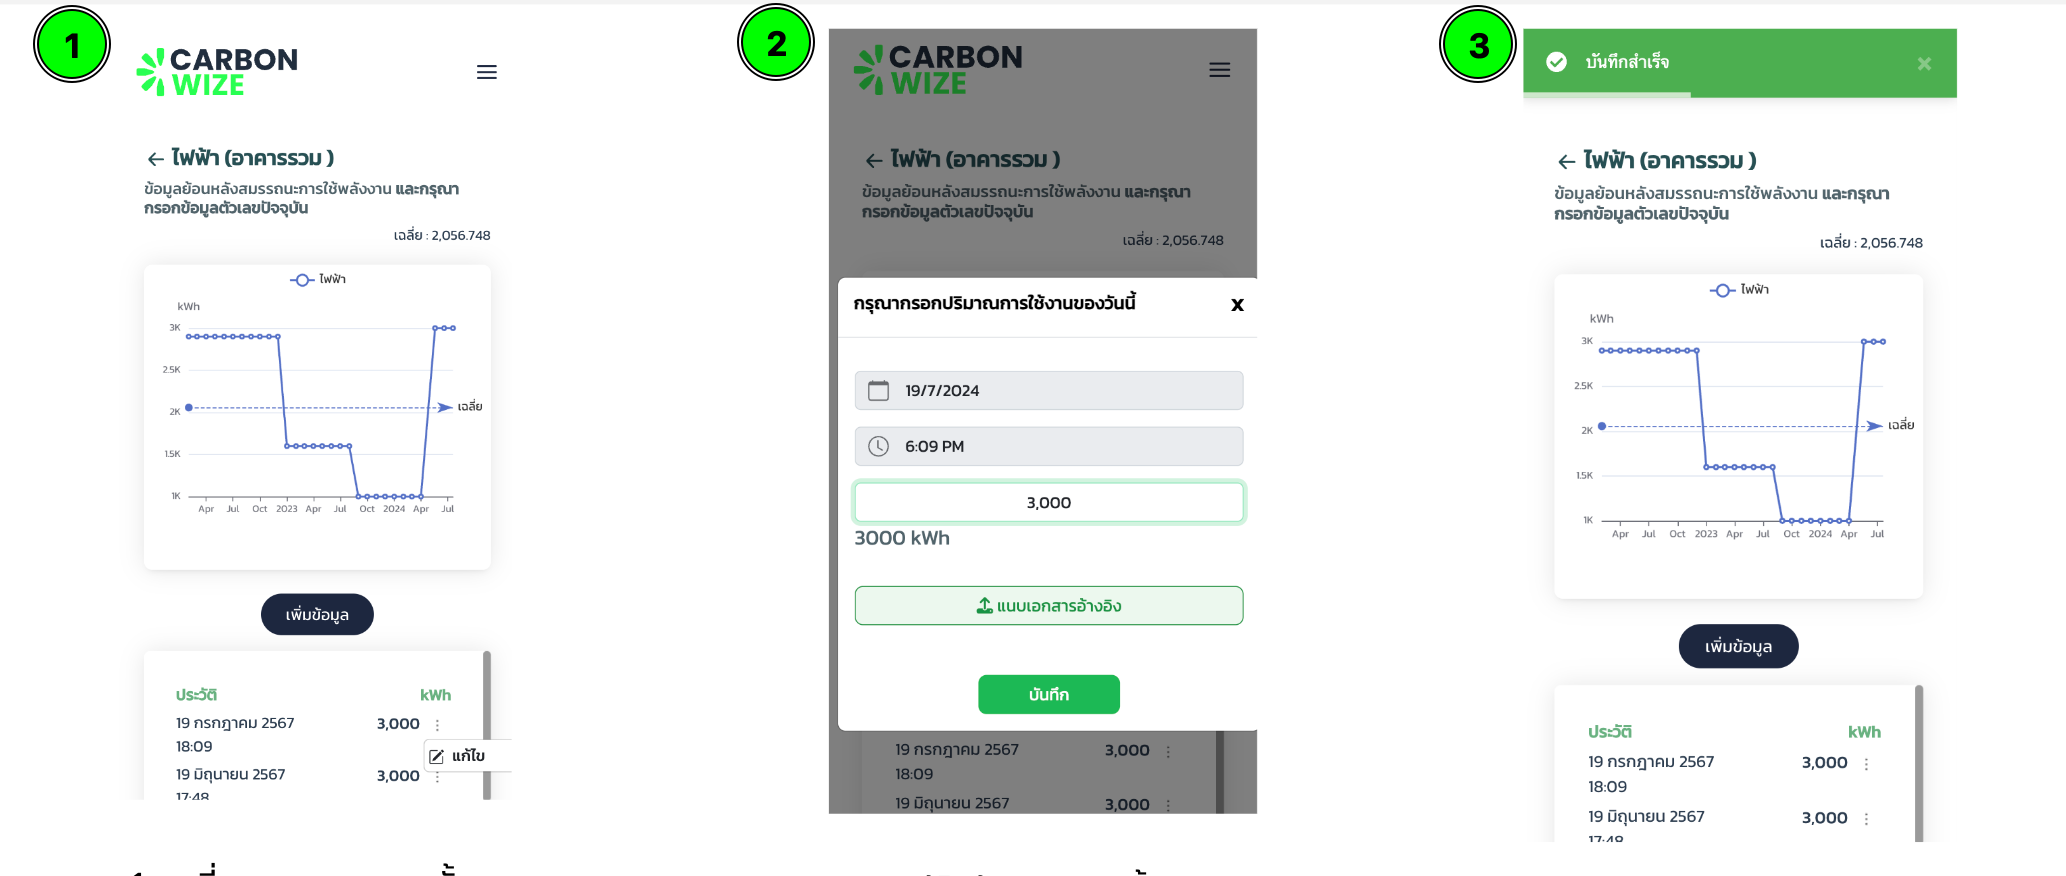 1
CARBON
WIZE
← ไฟฟ้า (อาคารรวม )
ข้อมูลย้อนหลังสมรรถนะการใช้พลังงาน และกรุณา
กรอกข้อมูลตัวเลขปัจจุบัน
เฉลี่ย : 2,056.748
ไฟฟ้า
kWh
3K
2.5K
2K
เฉลี่ย
1.5K
1K
Apr Jul Oct 2023 Apr Jul Oct 2024 Apr Jul
เพิ่มข้อมูล
ประวัติ kWh
19 กรกฎาคม 2567 3,000
18:09
แก้ไข
19 มิถุนายน 2567 3,000
17:48
2
CARBON
WIZE
← ไฟฟ้า (อาคารรวม )
ข้อมูลย้อนหลังสมรรถนะการใช้พลังงาน และกรุณา
กรอกข้อมูลตัวเลขปัจจุบัน
เฉลี่ย : 2,056.748
กรุณากรอกปริมาณการใช้งานของวันนี้ x
19/7/2024
6:09 PM
3,000
3000 kWh
แนบเอกสารอ้างอิง
บันทึก
19 กรกฎาคม 2567 3,000
18:09
19 มิถุนายน 2567 3,000
3
บันทึกสำเร็จ ×
← ไฟฟ้า (อาคารรวม )
ข้อมูลย้อนหลังสมรรถนะการใช้พลังงาน และกรุณา
กรอกข้อมูลตัวเลขปัจจุบัน
เฉลี่ย : 2,056.748
ไฟฟ้า
kWh
3K
2.5K
2K
เฉลี่ย
1.5K
1K
Apr Jul Oct 2023 Apr Jul Oct 2024 Apr Jul
เพิ่มข้อมูล
ประวัติ kWh
19 กรกฎาคม 2567 3,000
18:09
19 มิถุนายน 2567 3,000
17:48